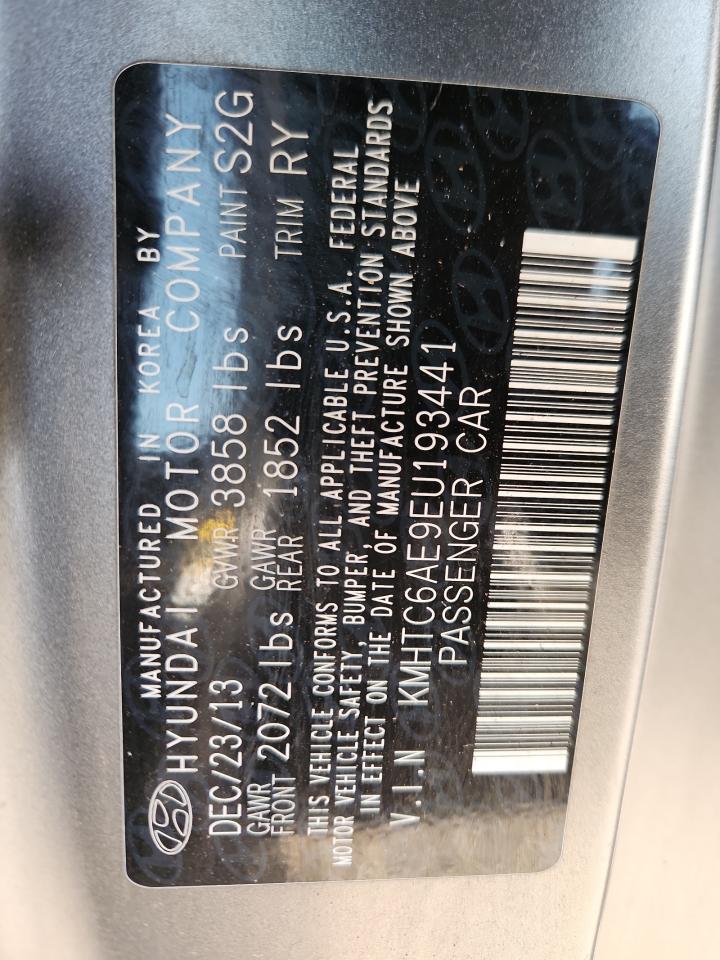 MANUFACTURED IN KOREA BY
HYUNDAI MOTOR COMPANY
DEC/23/13 GVWR 3858 lbs PAINT S2G
GAWR FRONT 2072 lbs GAWR REAR 1852 lbs TRIM RY
THIS VEHICLE CONFORMS TO ALL APPLICABLE U.S.A. FEDERAL
MOTOR VEHICLE SAFETY, BUMPER, AND THEFT PREVENTION STANDARDS
IN EFFECT ON THE DATE OF MANUFACTURE SHOWN ABOVE
V.I.N KMHTC6AE9EU193441
PASSENGER CAR